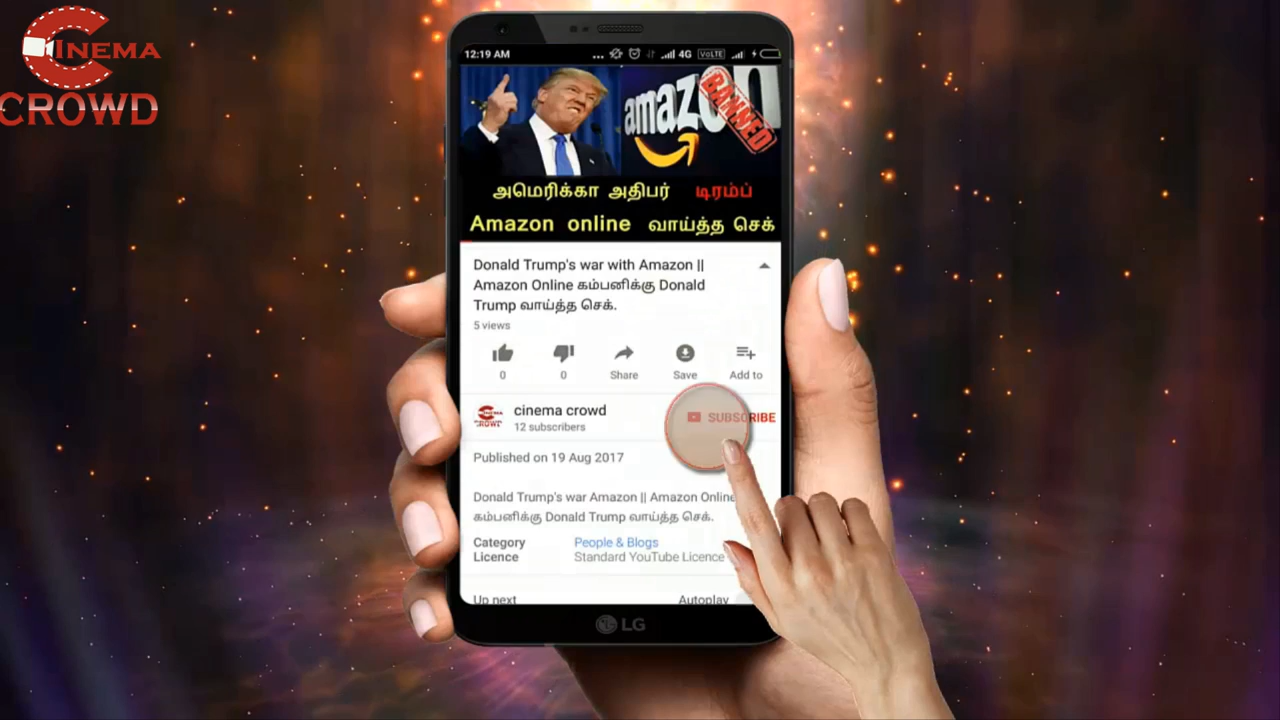 CINEMA
CROWD
12:19 AM
4G
VoLTE
amazon
BANNED
அமெரிக்கா அதிபர் டிரம்ப்
Amazon online வாய்த்த செக்
Donald Trump's war with Amazon ||
Amazon Online கம்பனிக்கு Donald
Trump வாய்த்த செக்.
5 views
0
0
Share
Save
Add to
cinema crowd
12 subscribers
SUBSCRIBE
Published on 19 Aug 2017
Donald Trump's war Amazon || Amazon Online
கம்பனிக்கு Donald Trump வாய்த்த செக்.
Category People & Blogs
Licence Standard YouTube Licence
Up next Autoplay
LG